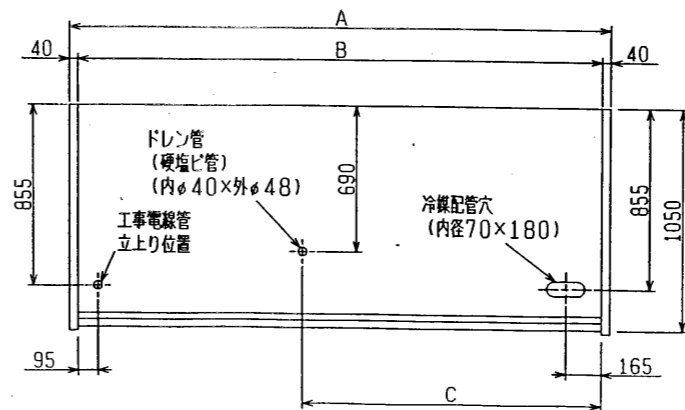 A
40
B
40
ドレン管
(硬塩ビ管)
(内φ40×外φ48)
690
855
工事電線管
立上り位置
冷媒配管穴
(内径70×180)
855
1050
95
165
C